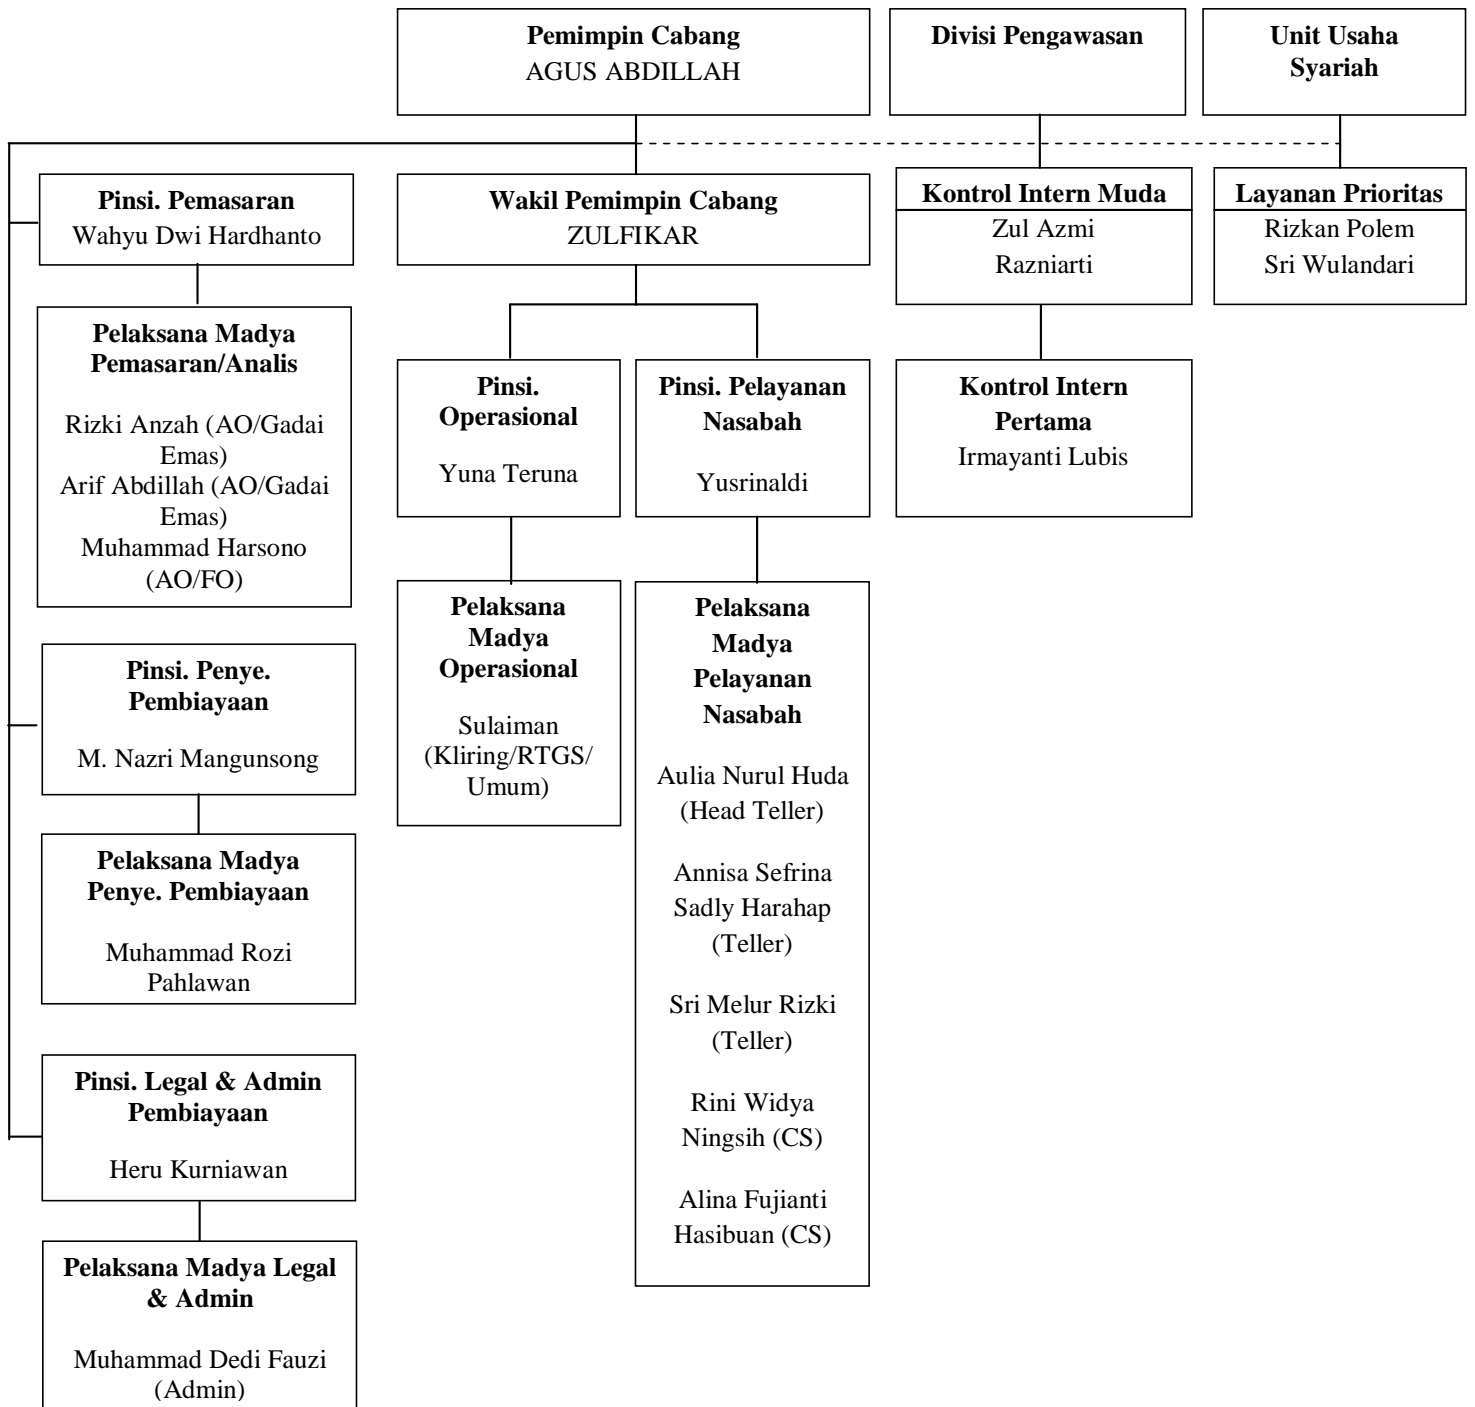 Pemimpin Cabang
AGUS ABDILLAH
Divisi Pengawasan
Unit Usaha
Syariah
Pinsi. Pemasaran
Wahyu Dwi Hardhanto
Wakil Pemimpin Cabang
ZULFIKAR
Kontrol Intern Muda
Zul Azmi
Razniarti
Layanan Prioritas
Rizkan Polem
Sri Wulandari
Pelaksana Madya
Pemasaran/Analis
Rizki Anzah (AO/Gadai
Emas)
Arif Abdillah (AO/Gadai
Emas)
Muhammad Harsono
(AO/FO)
Pinsi.
Operasional
Yuna Teruna
Pinsi. Pelayanan
Nasabah
Yusrinaldi
Kontrol Intern
Pertama
Irmayanti Lubis
Pelaksana
Madya
Operasional
Sulaiman
(Kliring/RTGS/
Umum)
Pelaksana
Madya
Pelayanan
Nasabah
Aulia Nurul Huda
(Head Teller)
Annisa Sefrina
Sadly Harahap
(Teller)
Sri Melur Rizki
(Teller)
Rini Widya
Ningsih (CS)
Alina Fujianti
Hasibuan (CS)
Pinsi. Penye.
Pembiayaan
M. Nazri Mangunsong
Pelaksana Madya
Penye. Pembiayaan
Muhammad Rozi
Pahlawan
Pinsi. Legal & Admin
Pembiayaan
Heru Kurniawan
Pelaksana Madya Legal
& Admin
Muhammad Dedi Fauzi
(Admin)